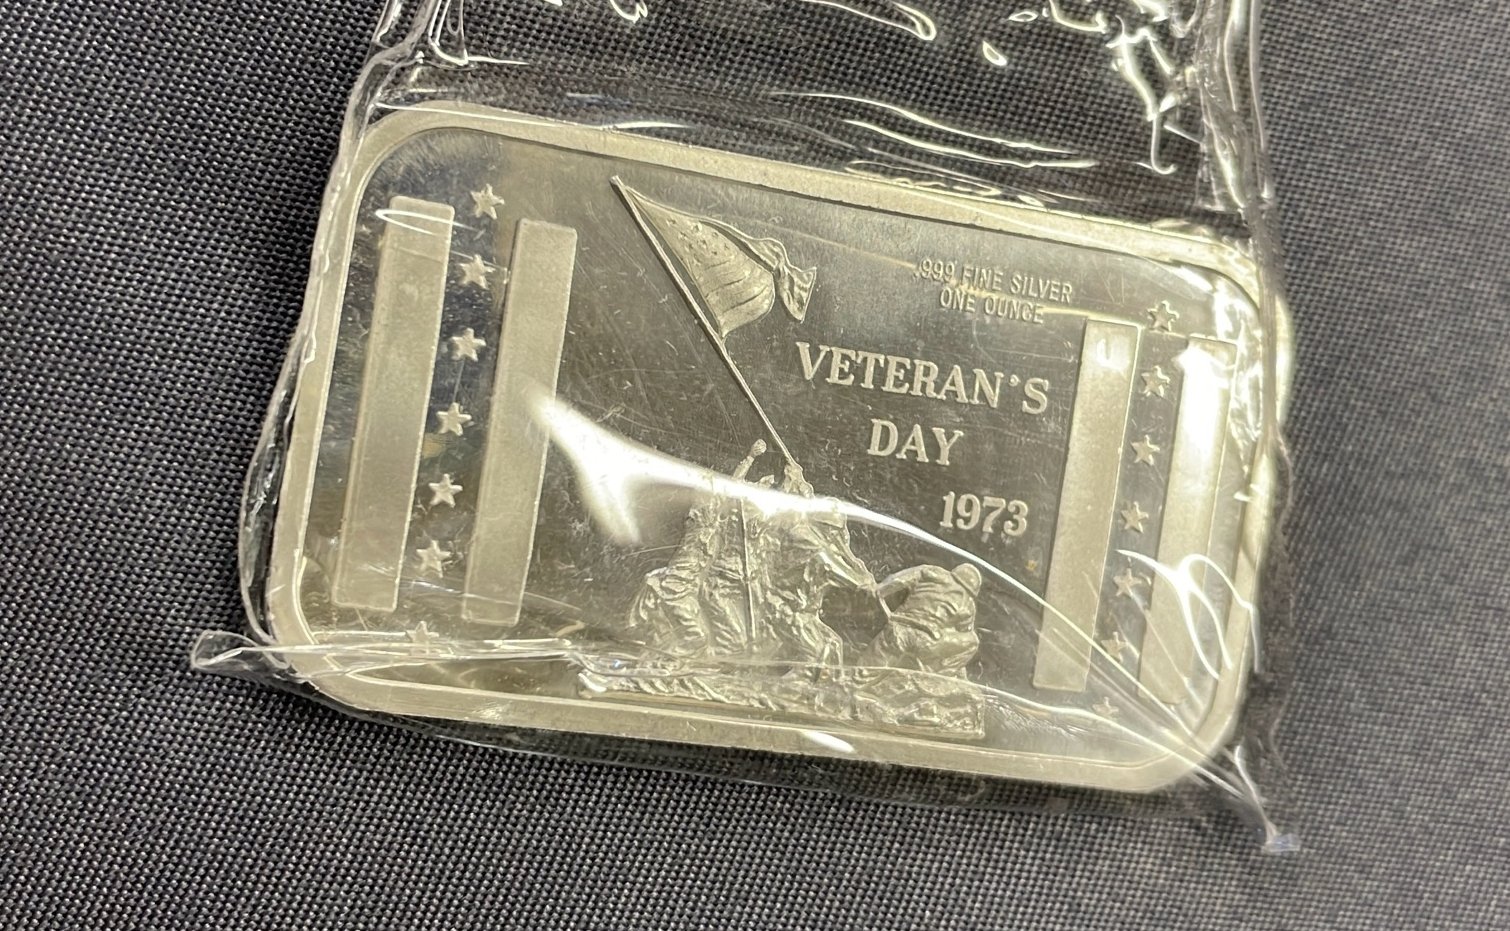 .999 FINE SILVER
ONE OUNCE
VETERAN'S
DAY
1973